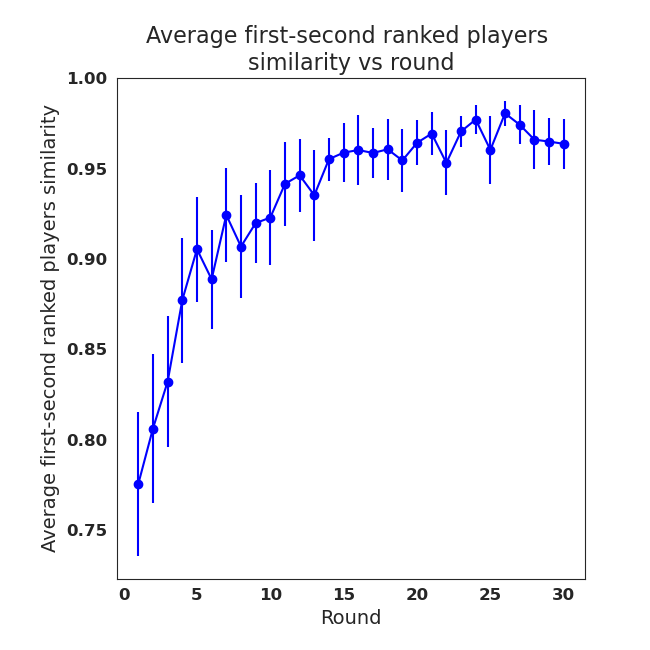 Average first-second ranked players
similarity vs round
Average first-second ranked players similarity
1.00
0.95
0.90
0.85
0.80
0.75
0 5 10 15 20 25 30
Round